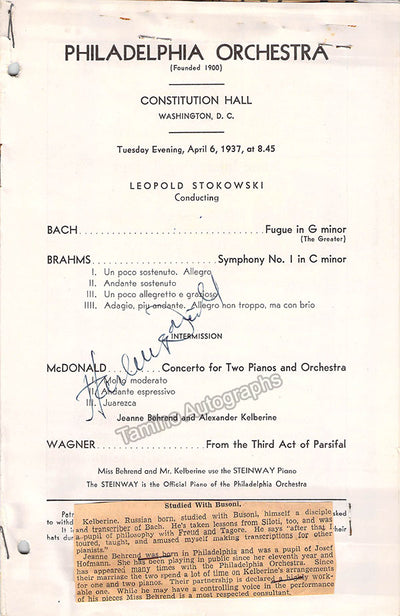 PHILADELPHIA ORCHESTRA
(Founded 1900)
CONSTITUTION HALL
WASHINGTON, D. C.
Tuesday Evening, April 6, 1937, at 8.45
LEOPOLD STOKOWSKI
Conducting
BACH..............................Fugue in G minor
(The Greater)
BRAHMS..............................Symphony No. 1 in C minor
I. Un poco sostenuto. Allegro
II. Andante sostenuto
III. Un poco allegretto e grazioso
IIII. Adagio, piu andante. Allegro non troppo, ma con brio
INTERMISSION
McDONALD..........Concerto for Two Pianos and Orchestra
I. Molto moderato
II. Andante espressivo
III. Juarezca
Jeanne Behrend and Alexander Kelberine
Tamino Autographs
WAGNER..............................From the Third Act of Parsifal
Miss Behrend and Mr. Kelberine use the STEINWAY Piano
The STEINWAY is the Official Piano of the Philadelphia Orchestra
Studied With Busoni.
Kelberine, Russian born, studied with Busoni, himself a disciple
and transcriber of Bach. He's taken lessons from Siloti, too, and was
a pupil of philosophy with Freud and Tagore. He says "after that I
toured, taught, and amused myself making transcriptions for other
pianists."
Jeanne Behrend was born in Philadelphia and was a pupil of Josef
Hofmann. She has been playing in public since her eleventh year and
has appeared many times with the Philadelphia Orchestra. Since
their marriage the two spend a lot of time on Kelberine's arrangements
for one and two piano. Their partnership is declared a highly work-
able one. While he may have a controlling voice in the performance
of his pieces Miss Behrend is a most respected consultant.
Patr
to withd
It is
hats dur
sked